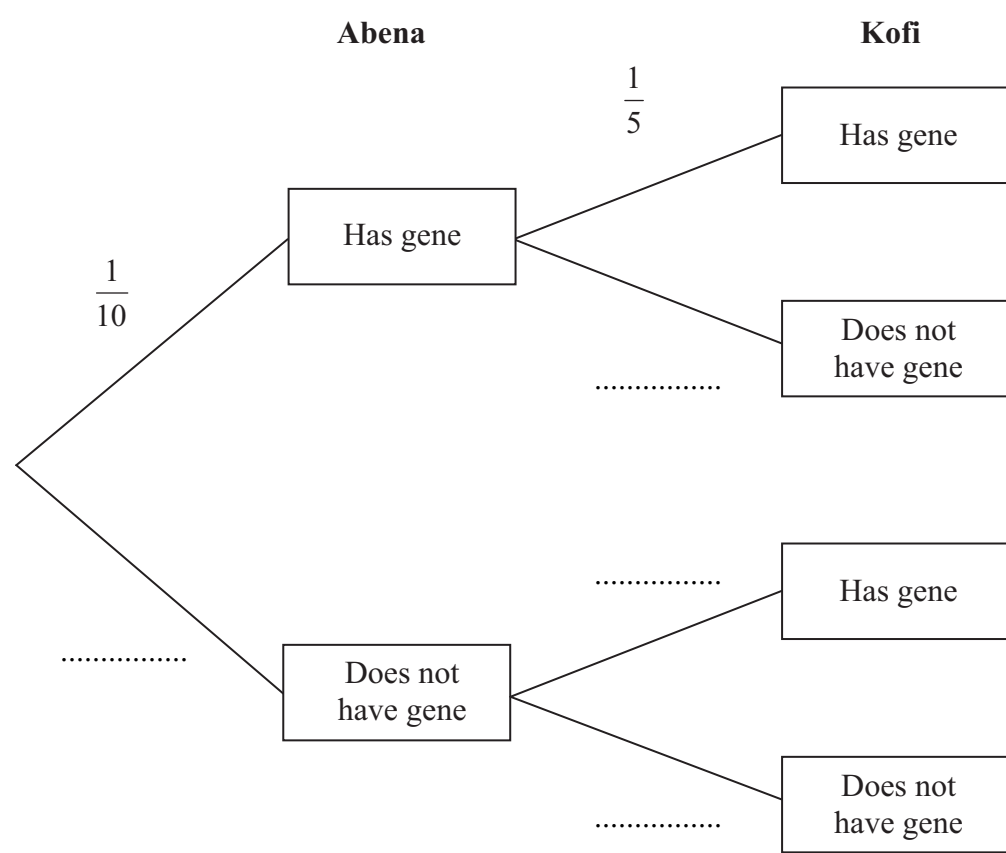 Abena
Kofi
1
5
Has gene
Has gene
1
10
Does not
have gene
................
................
Has gene
................
Does not
have gene
Does not
have gene
................